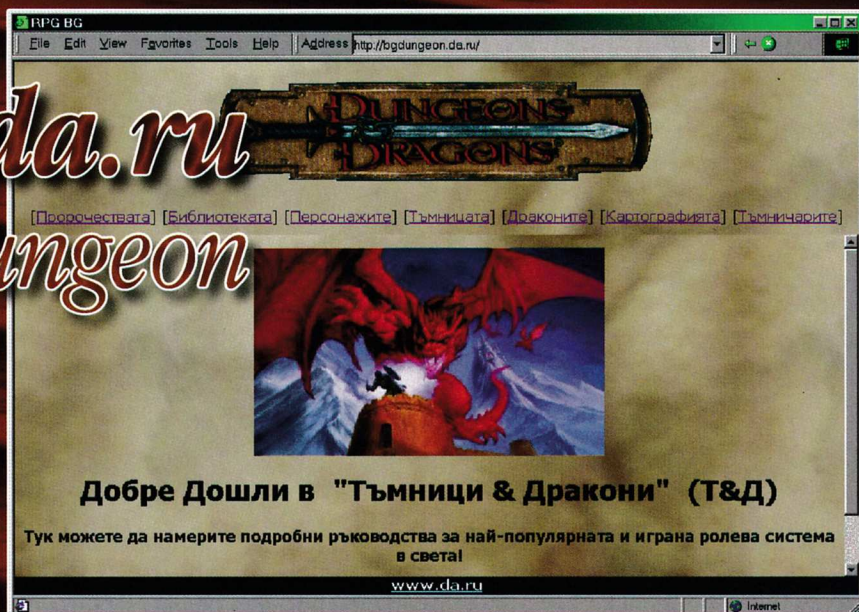 RPG BG
File Edit View Favorites Tools Help Address http://bgdungeon.da.ru/
da.ru
DUNGEONS
DRAGONS
[Пророчествата] [Библиотеката] [Персонажите] [Тъмницата] [Драконите] [Картографията] [Тъмничарите]
ungeon
Добре Дошли в "Тъмници & Дракони" (Т&Д)
Тук можете да намерите подробни ръководства за най-популярната и играна ролева система
в света!
www.da.ru
Internet